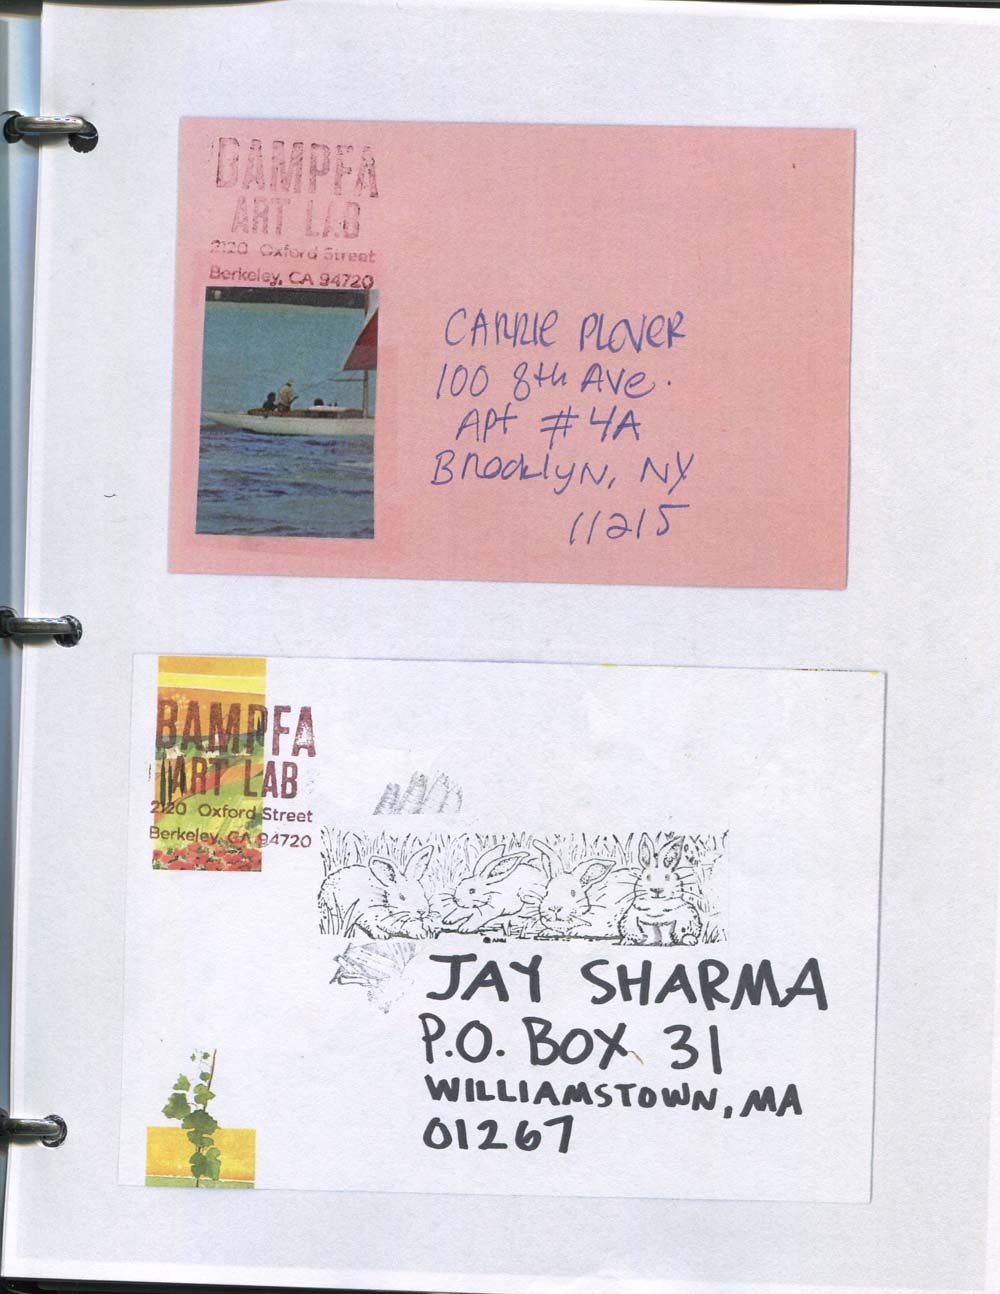 BAMPFA
ART LAB
2120 Oxford Street
Berkeley, CA 94720
CARRIE PLOVER
100 8th AVE.
APt #4A
BROOKLYN, NY
11215
BAMPFA
ART LAB
2120 Oxford Street
Berkeley, CA 94720
JAY SHARMA
P.O. BOX 31
WILLIAMSTOWN, MA
01267